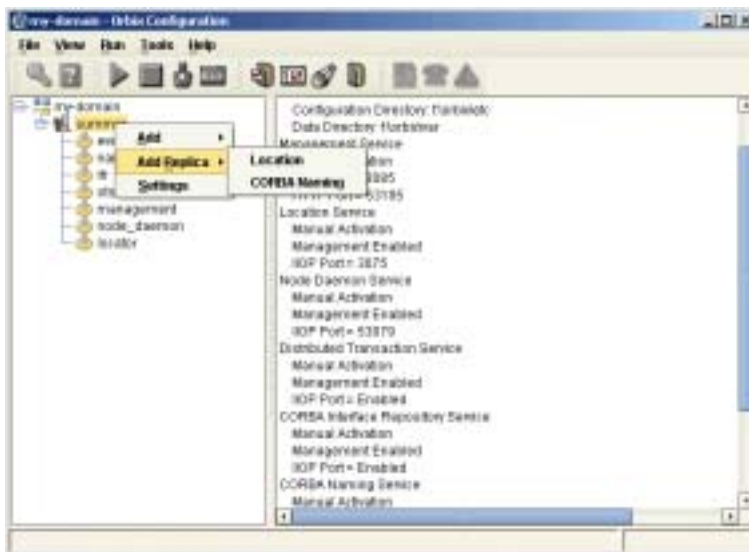 my-domain - Orbix Configuration
File View Run Tools Help
my-domain
summer
Add
Add Replica
Settings
Location
CORBA Naming
management
node_daemon
locator
Configuration Directory:
Data Directory:
Management Service
Location Service
Manual Activation
Management Enabled
IIOP Port = 3075
Node Daemon Service
Manual Activation
Management Enabled
IIOP Port = 53079
Distributed Transaction Service
Manual Activation
Management Enabled
IIOP Port = Enabled
CORBA Interface Repository Service
Manual Activation
Management Enabled
IIOP Port = Enabled
CORBA Naming Service
Manual Activation